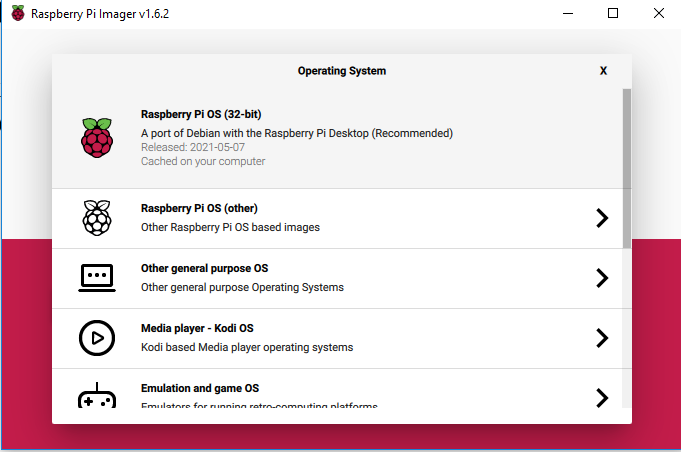 Raspberry Pi Imager v1.6.2
Operating System
X
Raspberry Pi OS (32-bit)
A port of Debian with the Raspberry Pi Desktop (Recommended)
Released: 2021-05-07
Cached on your computer
Raspberry Pi OS (other)
Other Raspberry Pi OS based images
Other general purpose OS
Other general purpose Operating Systems
Media player - Kodi OS
Kodi based Media player operating systems
Emulation and game OS
Emulators for running retro-computing platforms